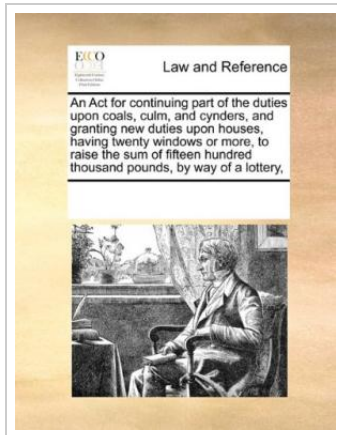 ECCO
Law and Reference
An Act for continuing part of the duties
upon coals, culm, and cynders, and
granting new duties upon houses,
having twenty windows or more, to
raise the sum of fifteen hundred
thousand pounds, by way of a lottery,